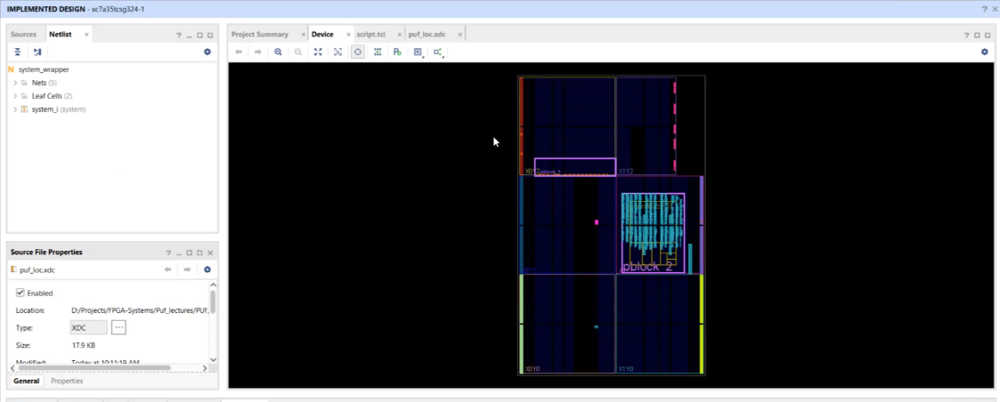 IMPLEMENTED DESIGN - xc7a35tcsg324-1
Sources Netlist
system_wrapper
Nets (5)
Leaf Cells (2)
system_i (system)
Source File Properties
puf_loc.xdc
Enabled
Location: D:/Projects/FPGA-Systems/Puf_lectures/PUF,
Type: XDC
Size: 17.9 KB
Modified: Today at 10:11:19 AM
General Properties
Project Summary Device script.tcl puf_loc.xdc
X0Y2 X1Y2
pblock_2
X0Y0 X1Y0